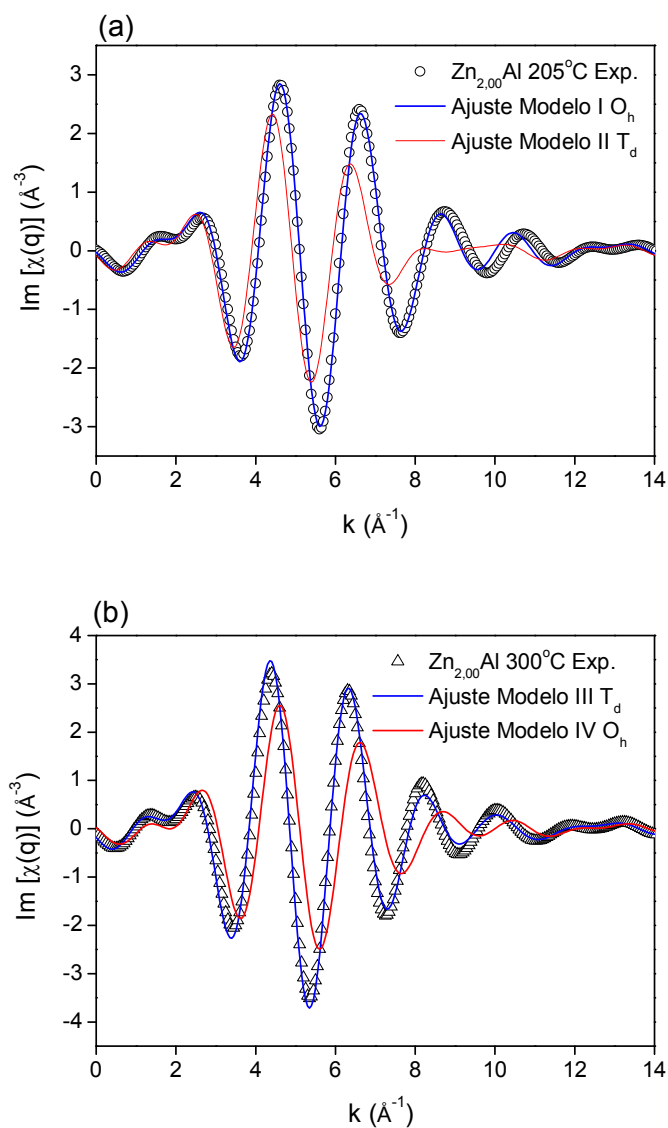 (a)
Zn2,00Al 205°C Exp.
Ajuste Modelo I Oh
Ajuste Modelo II Td
Im [χ(q)] (Å-3)
3
2
1
0
-1
-2
-3
0 2 4 6 8 10 12 14
k (Å-1)
(b)
Zn2,00Al 300°C Exp.
Ajuste Modelo III Td
Ajuste Modelo IV Oh
Im [χ(q)] (Å-3)
4
3
2
1
0
-1
-2
-3
-4
0 2 4 6 8 10 12 14
k (Å-1)